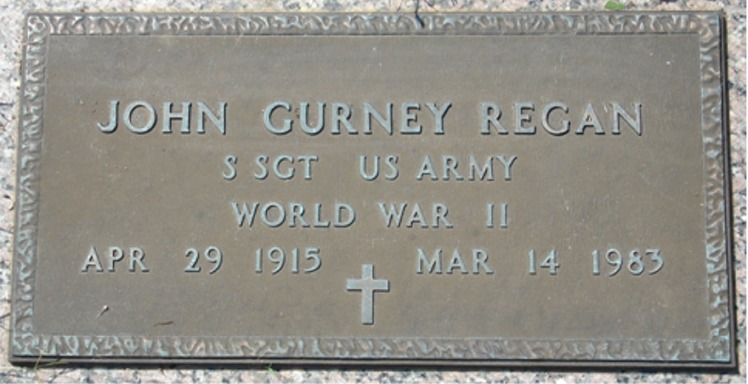 JOHN GURNEY REGAN
S SGT US ARMY
WORLD WAR II
APR 29 1915 MAR 14 1983